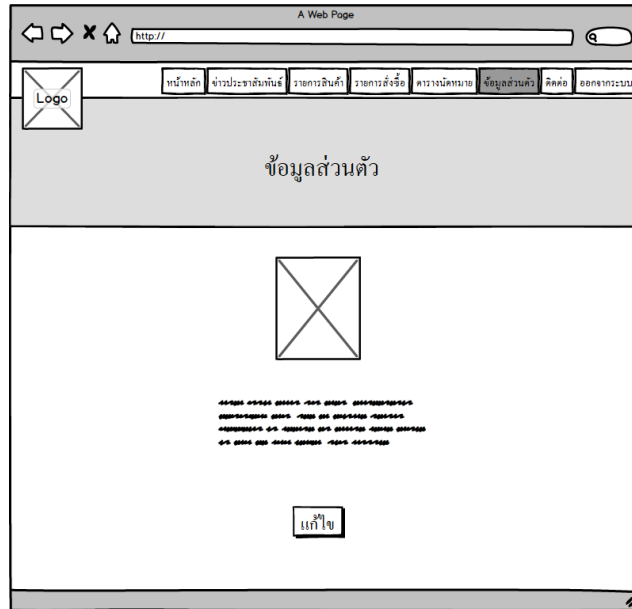 A Web Page
http://
Logo
หน้าหลัก ข่าวประชาสัมพันธ์ รายการสินค้า รายการสั่งซื้อ ตารางนัดหมาย ข้อมูลส่วนตัว ติดต่อ ออกจากระบบ
ข้อมูลส่วนตัว
แก้ไข